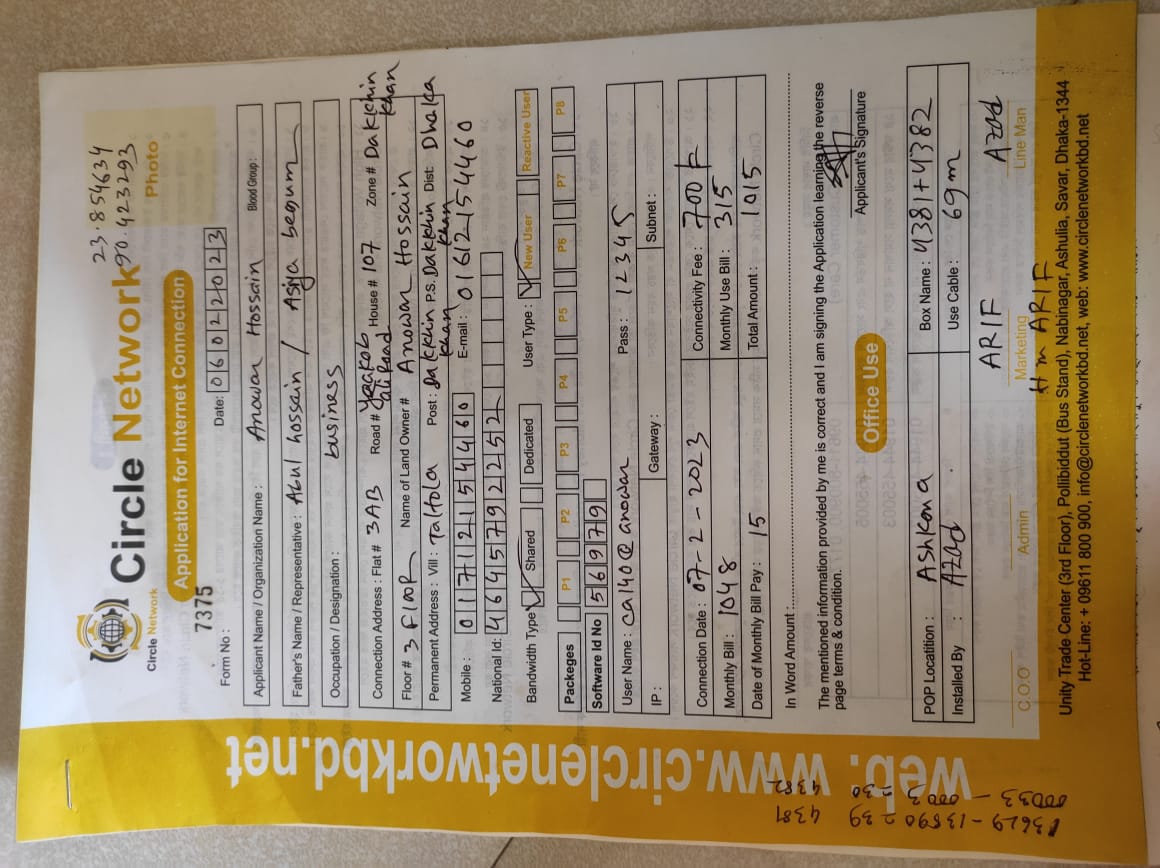 Circle Network
Circle Network
23.854634
90.423293
Photo
Application for Internet Connection
7375
Form No :
Date: 06022023
Applicant Name / Organization Name : Anowar Hossain Blood Group :
Father's Name / Representative : Abul hossain / Asiya begum
Occupation / Designation : business
Connection Address : Flat # 3AB Road # Yeakob ali Road House # 107 Zone # Dakkhin khan
Floor # 3 Floor Name of Land Owner # Anowar Hossain
Permanent Address : Vill : Taltola Post : Dakkhin khan P.S. Dakkhin khan Dist: Dhaka
Mobile : 01712154460 E-mail : 01612154460
National Id: 4645792252
Bandwidth Type Shared Dedicated User Type : New User Reactive User
Packeges P1 P2 P3 P4 P5 P6 P7 P8
Software Id No 516979
User Name : cal140@anowar Pass : 12345
IP : Gateway : Subnet :
Connection Date : 07-2-2023 Connectivity Fee : 700
Monthly Bill : 1048 Monthly Use Bill : 315
Date of Monthly Bill Pay : 15 Total Amount : 1015
In Word Amount :
The mentioned information provided by me is correct and I am signing the Application learning the reverse
page terms & condition.
Applicant's Signature
Office Use
POP Locatition : Ashkona Box Name : 4381+4382
Installed By : Azad Use Cable : 69m
ARIF Azad
C.O.O Admin Marketing Line Man
Hm ARIF
Unity Trade Center (3rd Floor), Pollibiddut (Bus Stand), Nabinagar, Ashulia, Savar, Dhaka-1344
Hot-Line: + 09611 800 900, info@circlenetworkbd.net, web: www.circlenetworkbd.net
web: www.circlenetworkbd.net
4381
4382